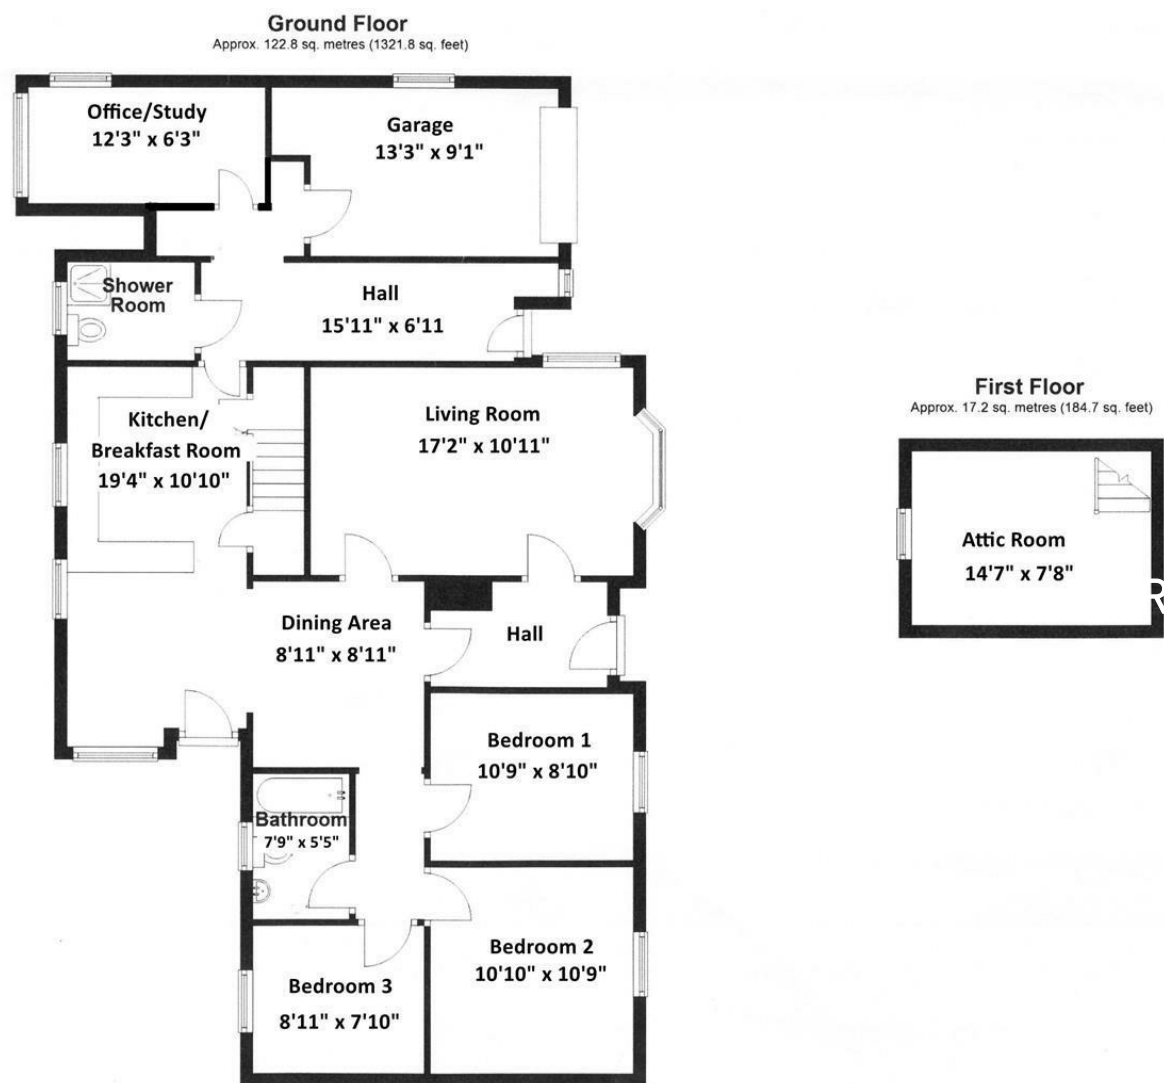 Ground Floor
Approx. 122.8 sq. metres (1321.8 sq. feet)
Office/Study
12'3" x 6'3"
Garage
13'3" x 9'1"
Shower
Room
Hall
15'11" x 6'11
Kitchen/
Breakfast Room
19'4" x 10'10"
Living Room
17'2" x 10'11"
Dining Area
8'11" x 8'11"
Hall
Bedroom 1
10'9" x 8'10"
Bathroom
7'9" x 5'5"
Bedroom 2
10'10" x 10'9"
Bedroom 3
8'11" x 7'10"
First Floor
Approx. 17.2 sq. metres (184.7 sq. feet)
Attic Room
14'7" x 7'8"
R